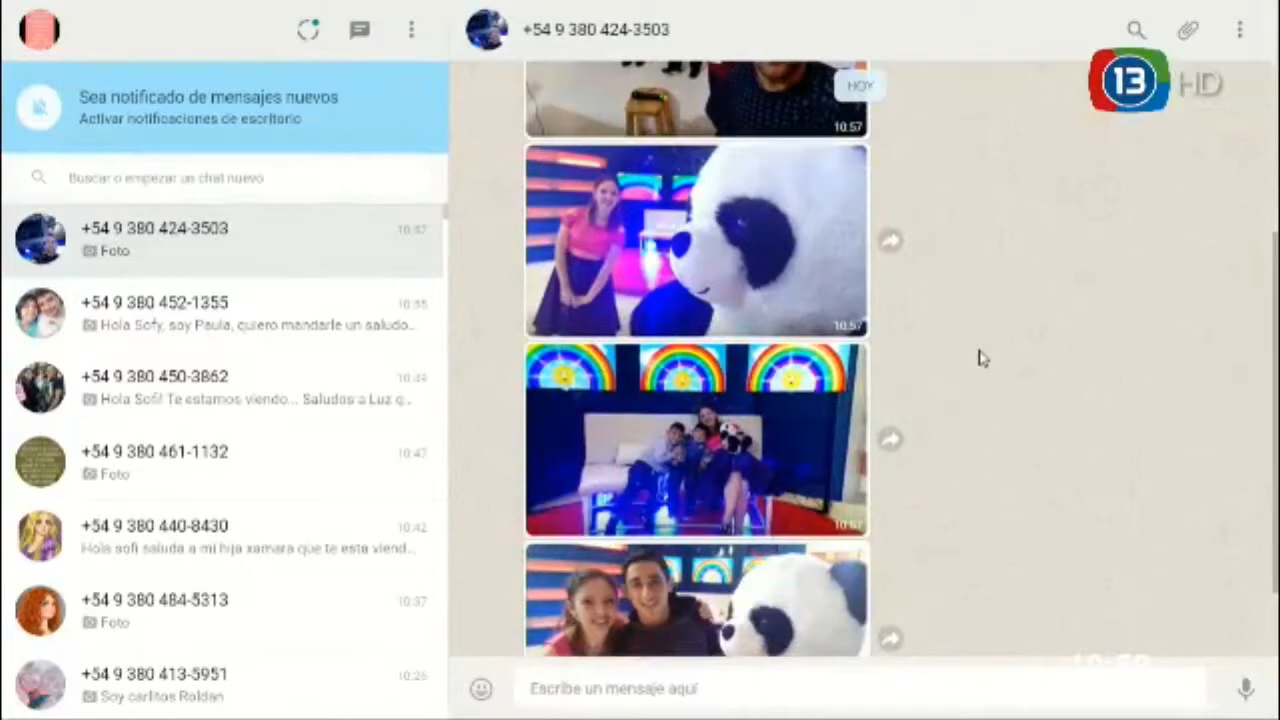 +54 9 380 424-3503
HOY
13 HD
Sea notificado de mensajes nuevos
Activar notificaciones de escritorio
Buscar o empezar un chat nuevo
+54 9 380 424-3503
10:57
Foto
+54 9 380 452-1355
10:55
Hola Sofy, soy Paula, quiero mandarle un saludo...
+54 9 380 450-3862
10:49
Hola Sofi! Te estamos viendo... Saludos a Luz q...
+54 9 380 461-1132
10:47
Foto
+54 9 380 440-8430
10:42
Hola sofi saluda a mi hija xamara que te esta viend...
+54 9 380 484-5313
10:37
Foto
+54 9 380 413-5951
10:26
Soy carlitos Roldan
10:57
10:57
10:57
Escribe un mensaje aquí